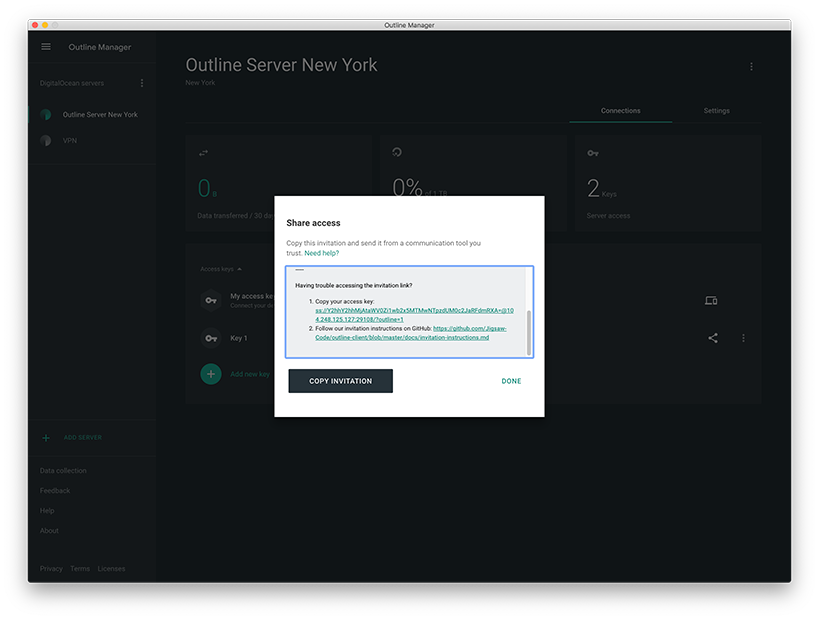 Outline Manager
Outline Manager
DigitalOcean servers
Outline Server New York
VPN
ADD SERVER
Data collection
Feedback
Help
About
Privacy Terms Licenses
Outline Server New York
New York
Connections Settings
0 B
Data transferred / 30 day
0% of 1 TB
2 Keys
Server access
Access keys
My access key
Connect your de
Key 1
Add new key
Share access
Copy this invitation and send it from a communication tool you
trust. Need help?
Having trouble accessing the invitation link?
1. Copy your access key:
ss://Y2hhY2hhMjAtaWV0Zi1wb2x5MTMwNTpzdUM0c2JaRFdmRXA=@10
4.248.125.127:29108/?outline=1
2. Follow our invitation instructions on GitHub: https://github.com/Jigsaw-
Code/outline-client/blob/master/docs/invitation-instructions.md
COPY INVITATION
DONE